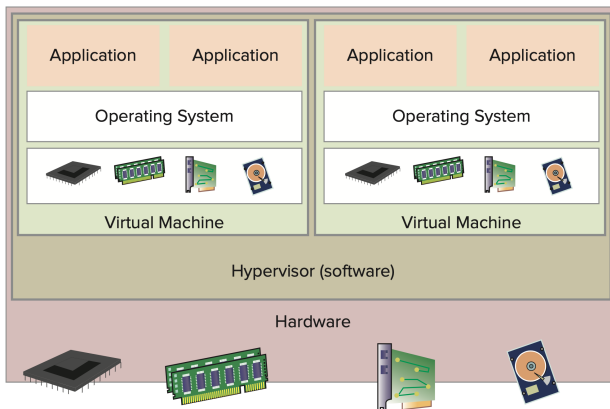 Application Application Application Application
Operating System Operating System
Virtual Machine Virtual Machine
Hypervisor (software)
Hardware